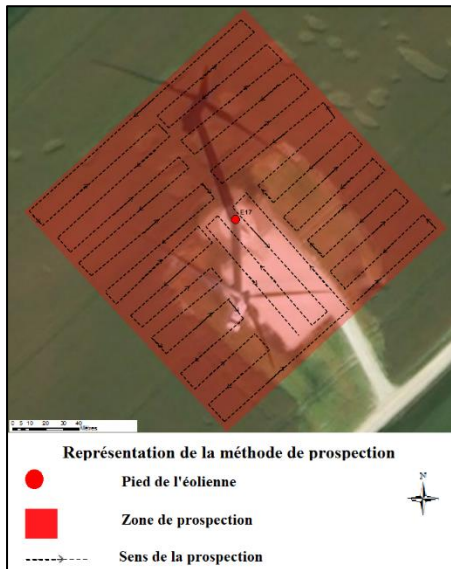 E17
0 5 10 20 30 40
Mètres
Représentation de la méthode de prospection
N
Pied de l'éolienne
Zone de prospection
Sens de la prospection